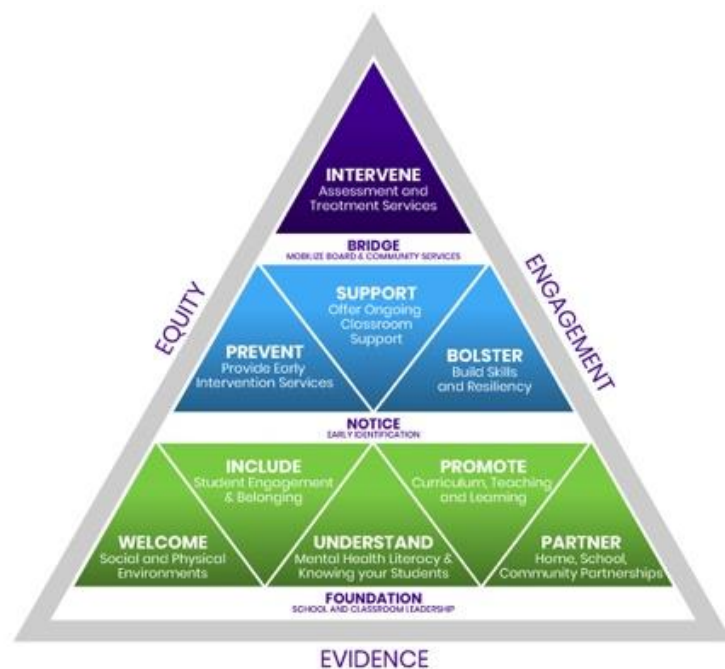 INTERVENE
Assessment and
Treatment Services
BRIDGE
MOBILIZE BOARD & COMMUNITY SERVICES
EQUITY
ENGAGEMENT
SUPPORT
Offer Ongoing
Classroom
Support
PREVENT
Provide Early
Intervention Services
BOLSTER
Build Skills
and Resiliency
NOTICE
EARLY IDENTIFICATION
INCLUDE
Student Engagement
& Belonging
PROMOTE
Curriculum, Teaching
and Learning
WELCOME
Social and Physical
Environments
UNDERSTAND
Mental Health Literacy &
Knowing your Students
PARTNER
Home, School,
Community Partnerships
FOUNDATION
SCHOOL AND CLASSROOM LEADERSHIP
EVIDENCE